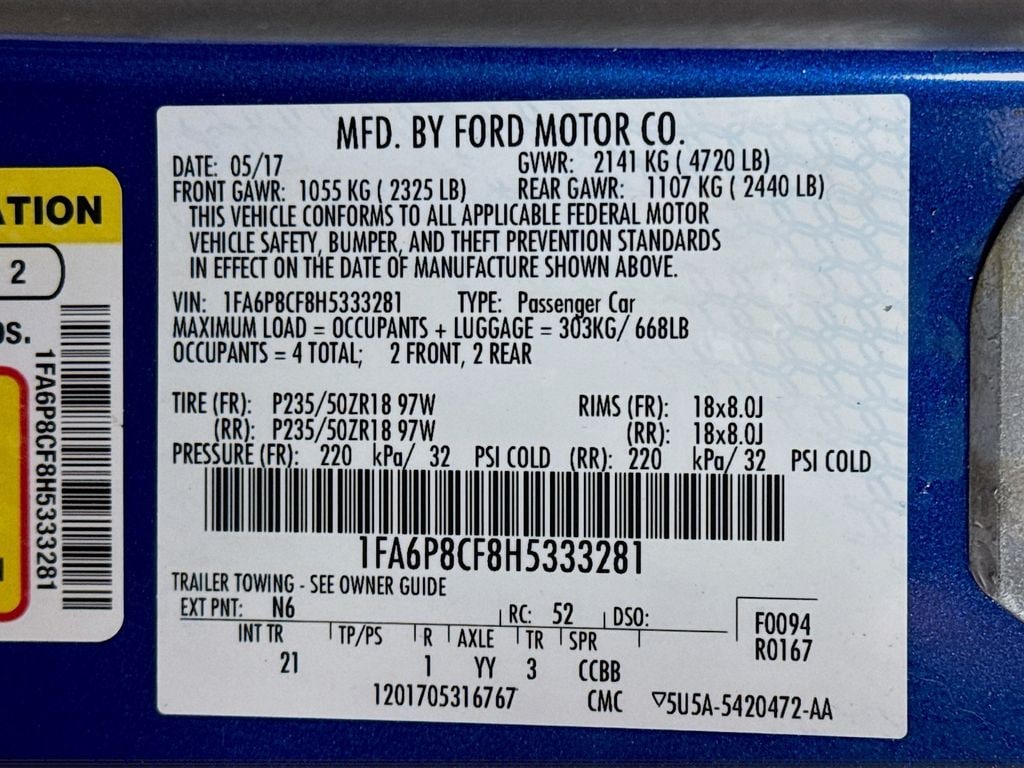 MFD. BY FORD MOTOR CO.
DATE: 05/17 GVWR: 2141 KG ( 4720 LB)
FRONT GAWR: 1055 KG ( 2325 LB) REAR GAWR: 1107 KG ( 2440 LB)
THIS VEHICLE CONFORMS TO ALL APPLICABLE FEDERAL MOTOR
VEHICLE SAFETY, BUMPER, AND THEFT PREVENTION STANDARDS
IN EFFECT ON THE DATE OF MANUFACTURE SHOWN ABOVE.
VIN: 1FA6P8CF8H5333281 TYPE: Passenger Car
MAXIMUM LOAD = OCCUPANTS + LUGGAGE = 303KG/ 668LB
OCCUPANTS = 4 TOTAL; 2 FRONT, 2 REAR
TIRE (FR): P235/50ZR18 97W RIMS (FR): 18x8.0J
(RR): P235/50ZR18 97W (RR): 18x8.0J
PRESSURE (FR): 220 kPa/ 32 PSI COLD (RR): 220 kPa/ 32 PSI COLD
1FA6P8CF8H5333281
TRAILER TOWING - SEE OWNER GUIDE
EXT PNT: N6 RC: 52 DSO:
INT TR TP/PS R AXLE TR SPR
21 1 YY 3 CCBB
F0094
R0167
1201705316767 CMC ▽5U5A-5420472-AA
ATION
2
S.
1FA6P8CF8H5333281